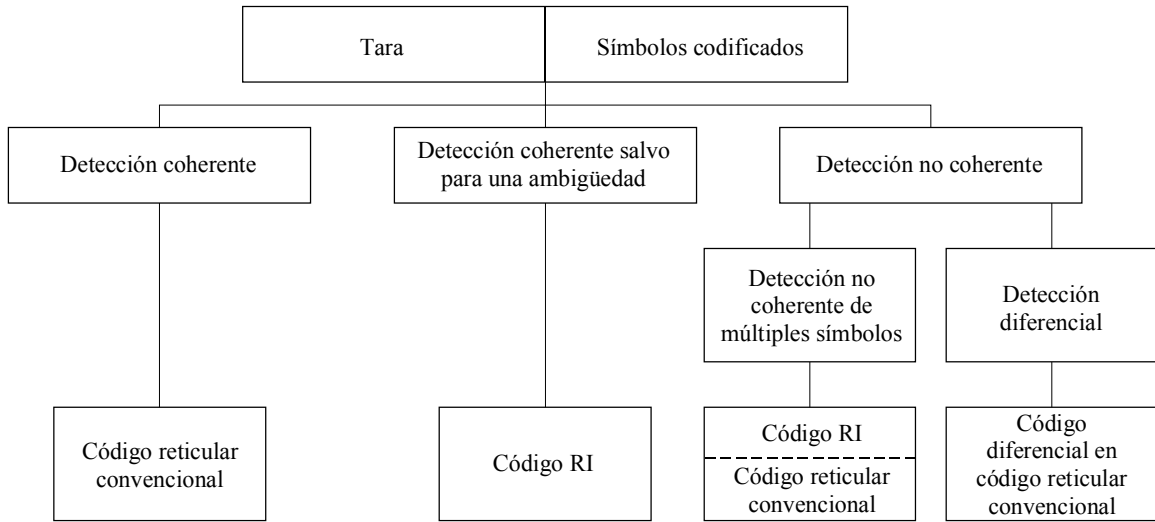 Tara
Símbolos codificados
Detección coherente
Detección coherente salvo
para una ambigüedad
Detección no coherente
Detección no
coherente de
múltiples símbolos
Detección
diferencial
Código reticular
convencional
Código RI
Código RI
Código reticular
convencional
Código
diferencial en
código reticular
convencional